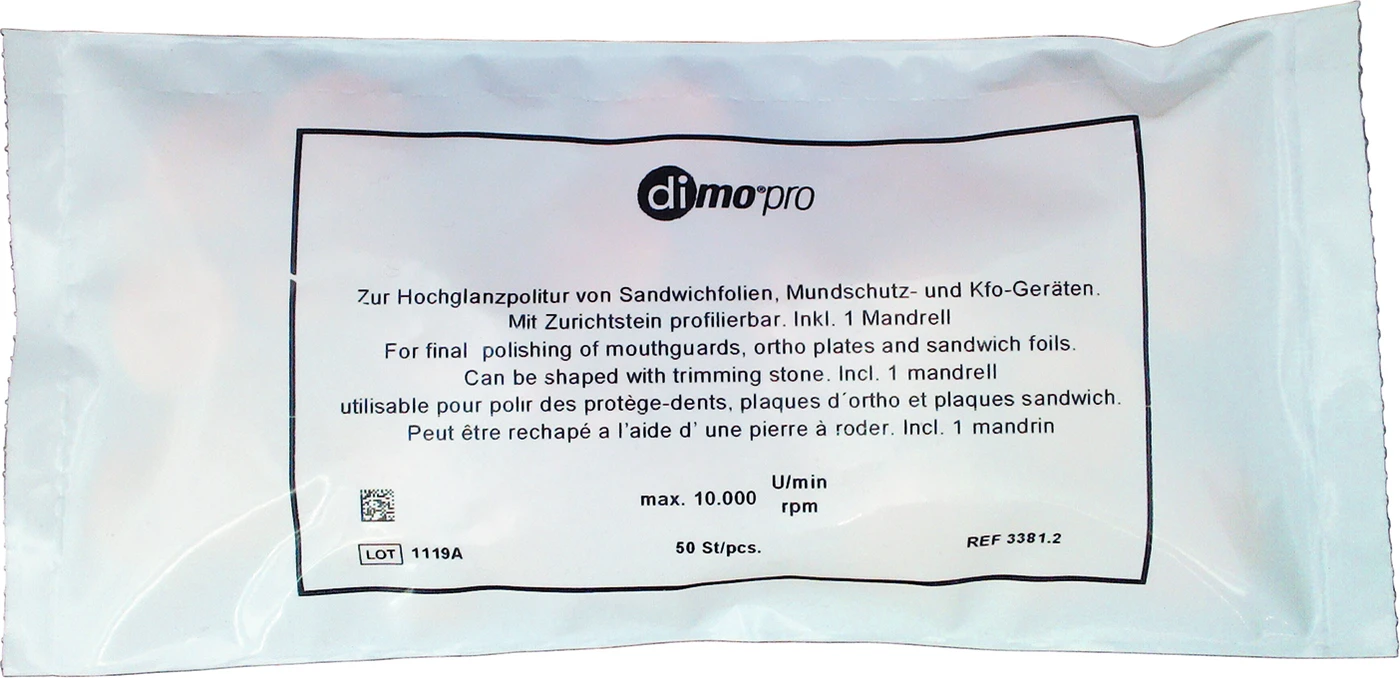 dimo®pro
Zur Hochglanzpolitur von Sandwichfolien, Mundschutz- und Kfo-Geräten.
Mit Zurichtstein profilierbar. Inkl. 1 Mandrell
For final polishing of mouthguards, ortho plates and sandwich foils.
Can be shaped with trimming stone. Incl. 1 mandrell
utilisable pour polir des protège-dents, plaques d´ortho et plaques sandwich.
Peut être rechapé a l'aide d' une pierre à roder. Incl. 1 mandrin
max. 10.000 U/min
rpm
LOT 1119A
50 St/pcs.
REF 3381.2